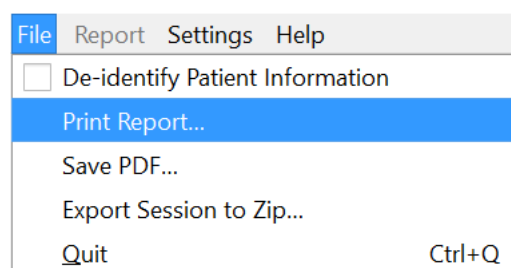 File Report Settings Help
De-identify Patient Information
Print Report...
Save PDF...
Export Session to Zip...
Quit Ctrl+Q